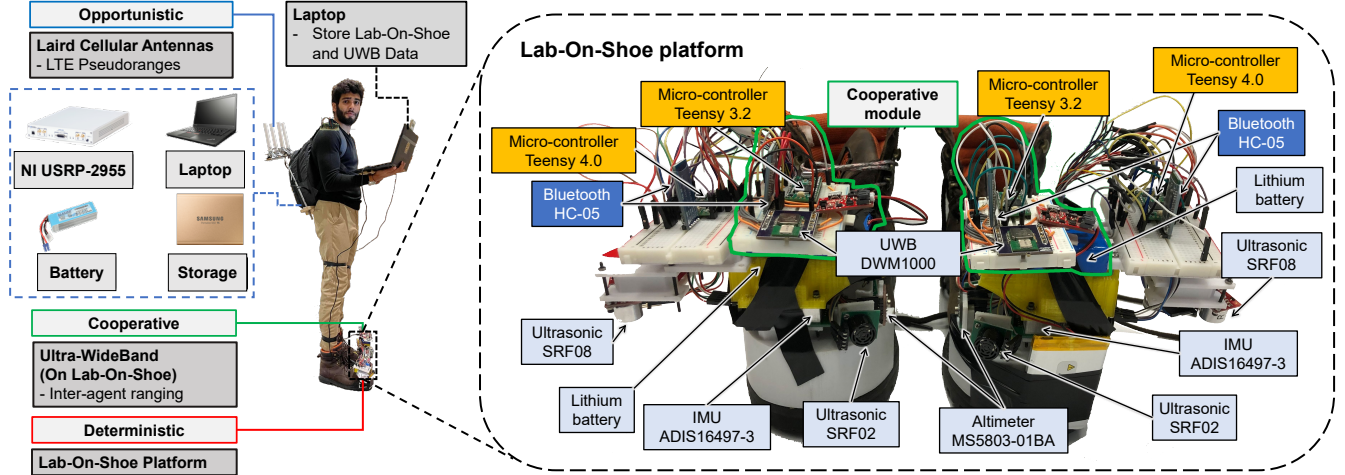 Opportunistic
Laird Cellular Antennas
- LTE Pseudoranges
NI USRP-2955
Laptop
SAMSUNG
Battery
Storage
Cooperative
Ultra-WideBand
(On Lab-On-Shoe)
- Inter-agent ranging
Deterministic
Lab-On-Shoe Platform
Laptop
- Store Lab-On-Shoe
and UWB Data
Lab-On-Shoe platform
Micro-controller
Teensy 3.2
Micro-controller
Teensy 4.0
Bluetooth
HC-05
Cooperative
module
Micro-controller
Teensy 3.2
Micro-controller
Teensy 4.0
Bluetooth
HC-05
Lithium
battery
UWB
DWM1000
Ultrasonic
SRF08
Ultrasonic
SRF08
Lithium
battery
IMU
ADIS16497-3
Ultrasonic
SRF02
Altimeter
MS5803-01BA
IMU
ADIS16497-3
Ultrasonic
SRF02